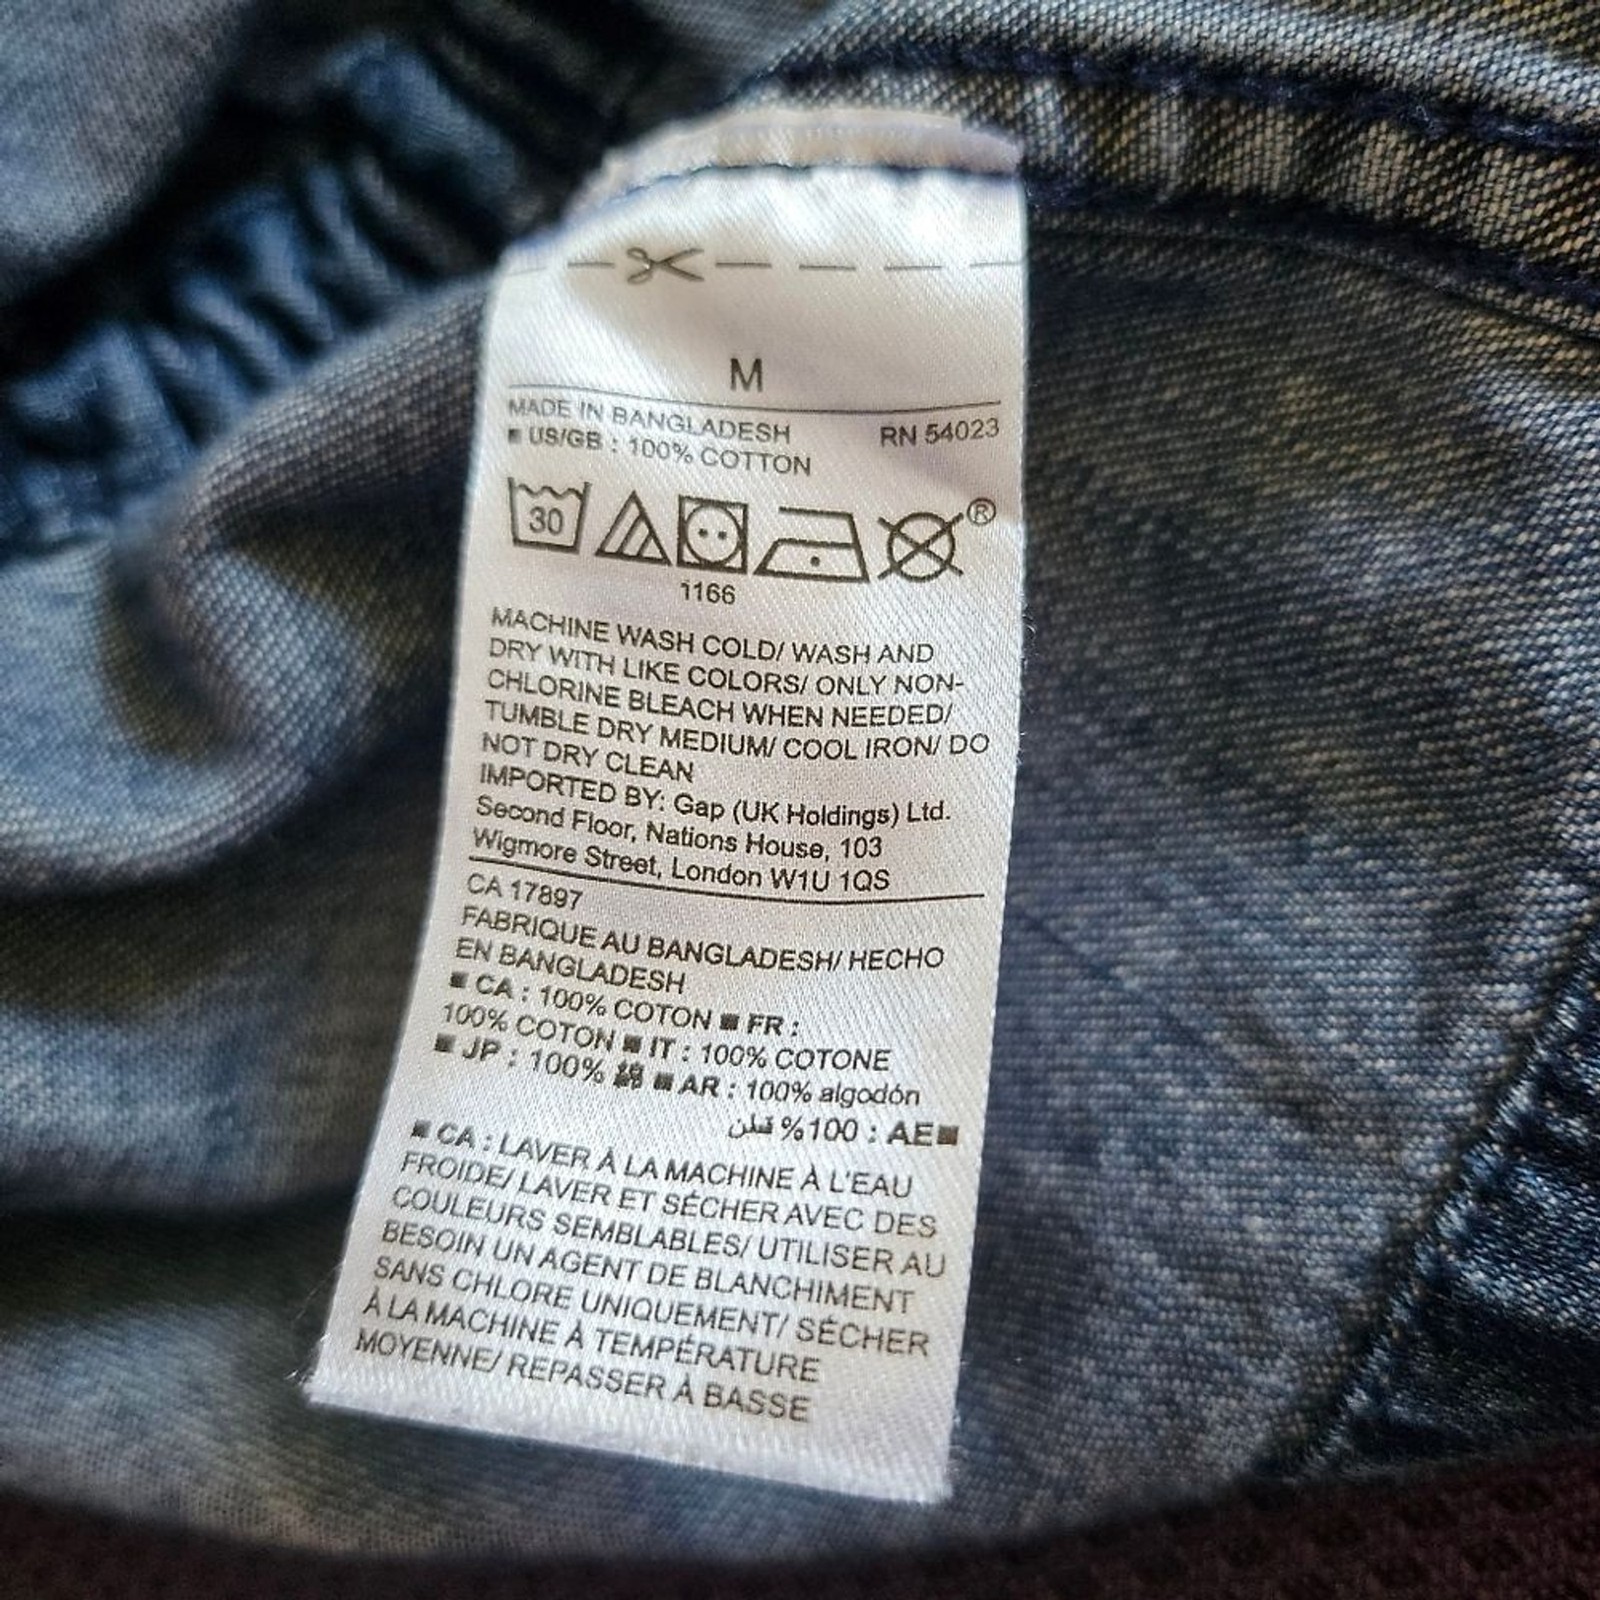 M
MADE IN BANGLADESH RN 54023
■ US/GB : 100% COTTON
30 ®
1166
MACHINE WASH COLD/ WASH AND
DRY WITH LIKE COLORS/ ONLY NON-
CHLORINE BLEACH WHEN NEEDED/
TUMBLE DRY MEDIUM/ COOL IRON/ DO
NOT DRY CLEAN
IMPORTED BY: Gap (UK Holdings) Ltd.
Second Floor, Nations House, 103
Wigmore Street, London W1U 1QS
CA 17897
FABRIQUE AU BANGLADESH/ HECHO
EN BANGLADESH
■ CA : 100% COTON ■ FR :
100% COTON ■ IT : 100% COTONE
■ JP : 100% 綿 ■ AR : 100% algodón
■AE : 100% قطن
■ CA : LAVER À LA MACHINE À L'EAU
FROIDE/ LAVER ET SÉCHER AVEC DES
COULEURS SEMBLABLES/ UTILISER AU
BESOIN UN AGENT DE BLANCHIMENT
SANS CHLORE UNIQUEMENT/ SÉCHER
À LA MACHINE À TEMPÉRATURE
MOYENNE/ REPASSER À BASSE